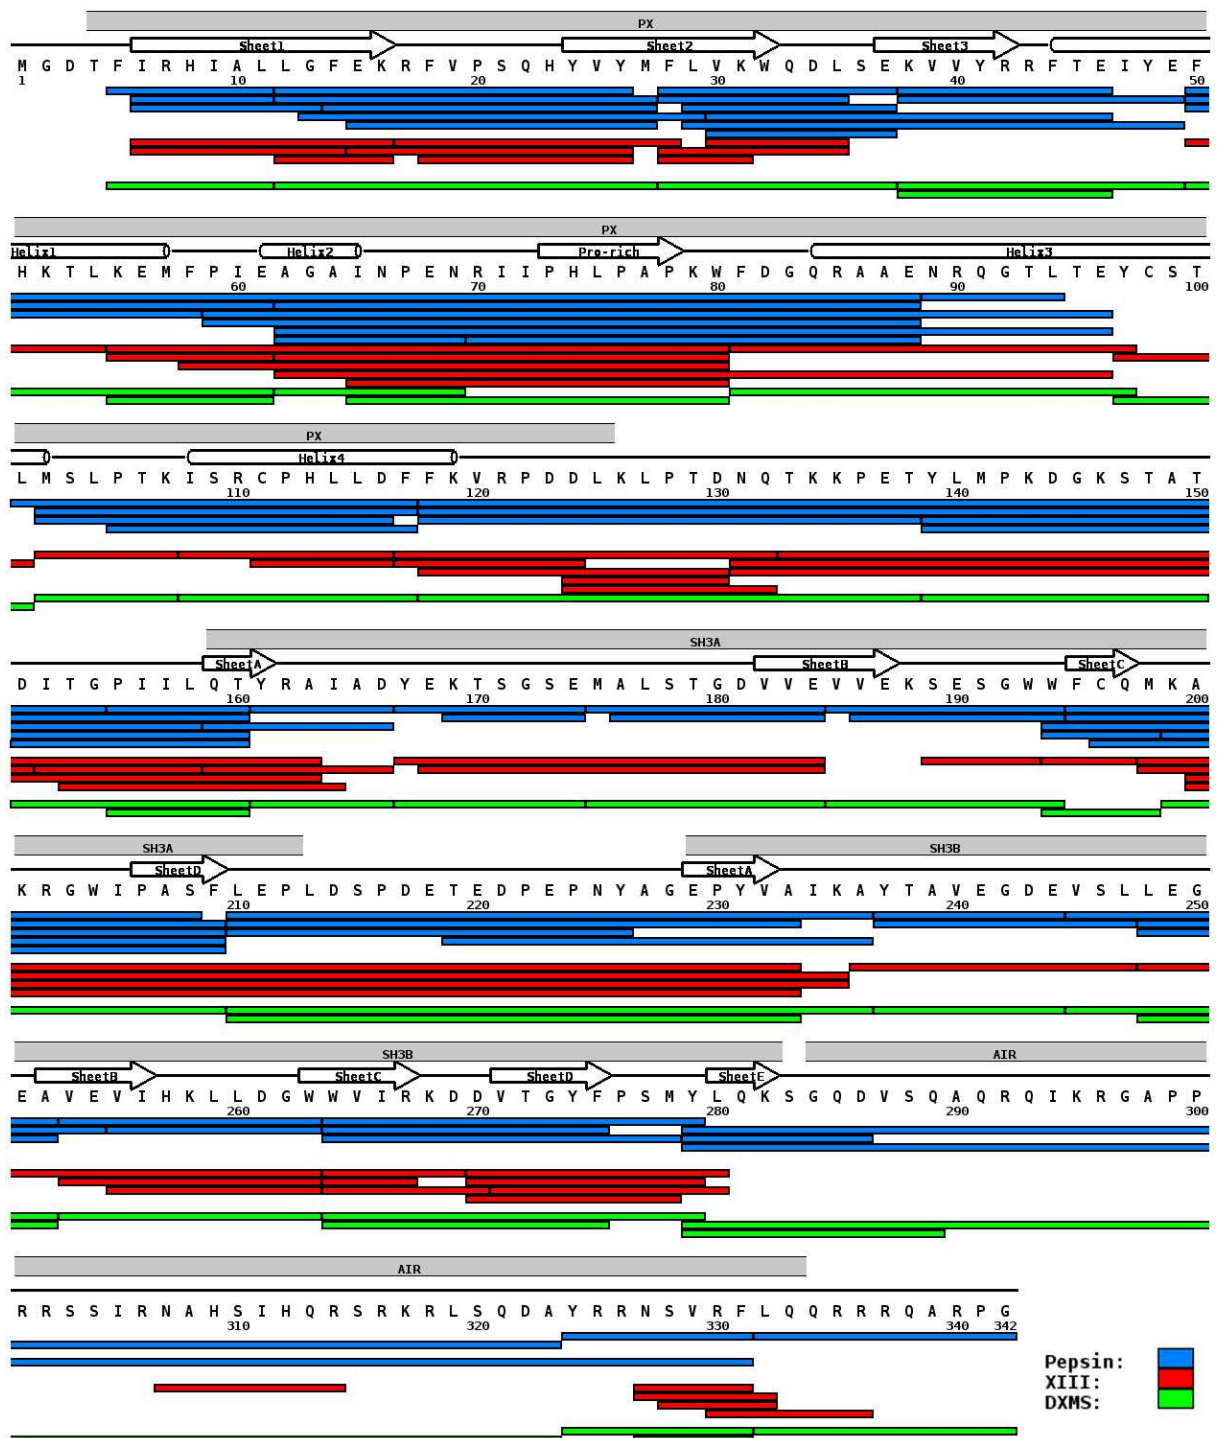 PX
Sheet1 Sheet2 Sheet3
M G D T F I R H I A L L G F E K R F V P S Q H Y V Y M F L V K W Q D L S E K V V Y R R F T E I Y E F
1 10 20 30 40 50
PX
Helix1 Helix2 Pro-rich Helix3
H K T L K E M F P I E A G A I N P E N R I I P H L P A P K W F D G Q R A A E N R Q G T L T E Y C S T
60 70 80 90 100
PX
Helix4
L M S L P T K I S R C P H L L D F F K V R P D D L K L P T D N Q T K K P E T Y L M P K D G K S T A T
110 120 130 140 150
SH3A
SheetA SheetB SheetC
D I T G P I I L Q T Y R A I A D Y E K T S G S E M A L S T G D V V E V V E K S E S G W W F C Q M K A
160 170 180 190 200
SH3A SH3B
SheetD SheetA
K R G W I P A S F L E P L D S P D E T E D P E P N Y A G E P Y V A I K A Y T A V E G D E V S L L E G
210 220 230 240 250
SH3B AIR
SheetB SheetC SheetD SheetE
E A V E V I H K L L D G W W V I R K D D V T G Y F P S M Y L Q K S G Q D V S Q A Q R Q I K R G A P P
260 270 280 290 300
AIR
R R S S I R N A H S I H Q R S R K R L S Q D A Y R R N S V R F L Q Q R R R Q A R P G
310 320 330 340 342
Pepsin:
XIII:
DXMS: